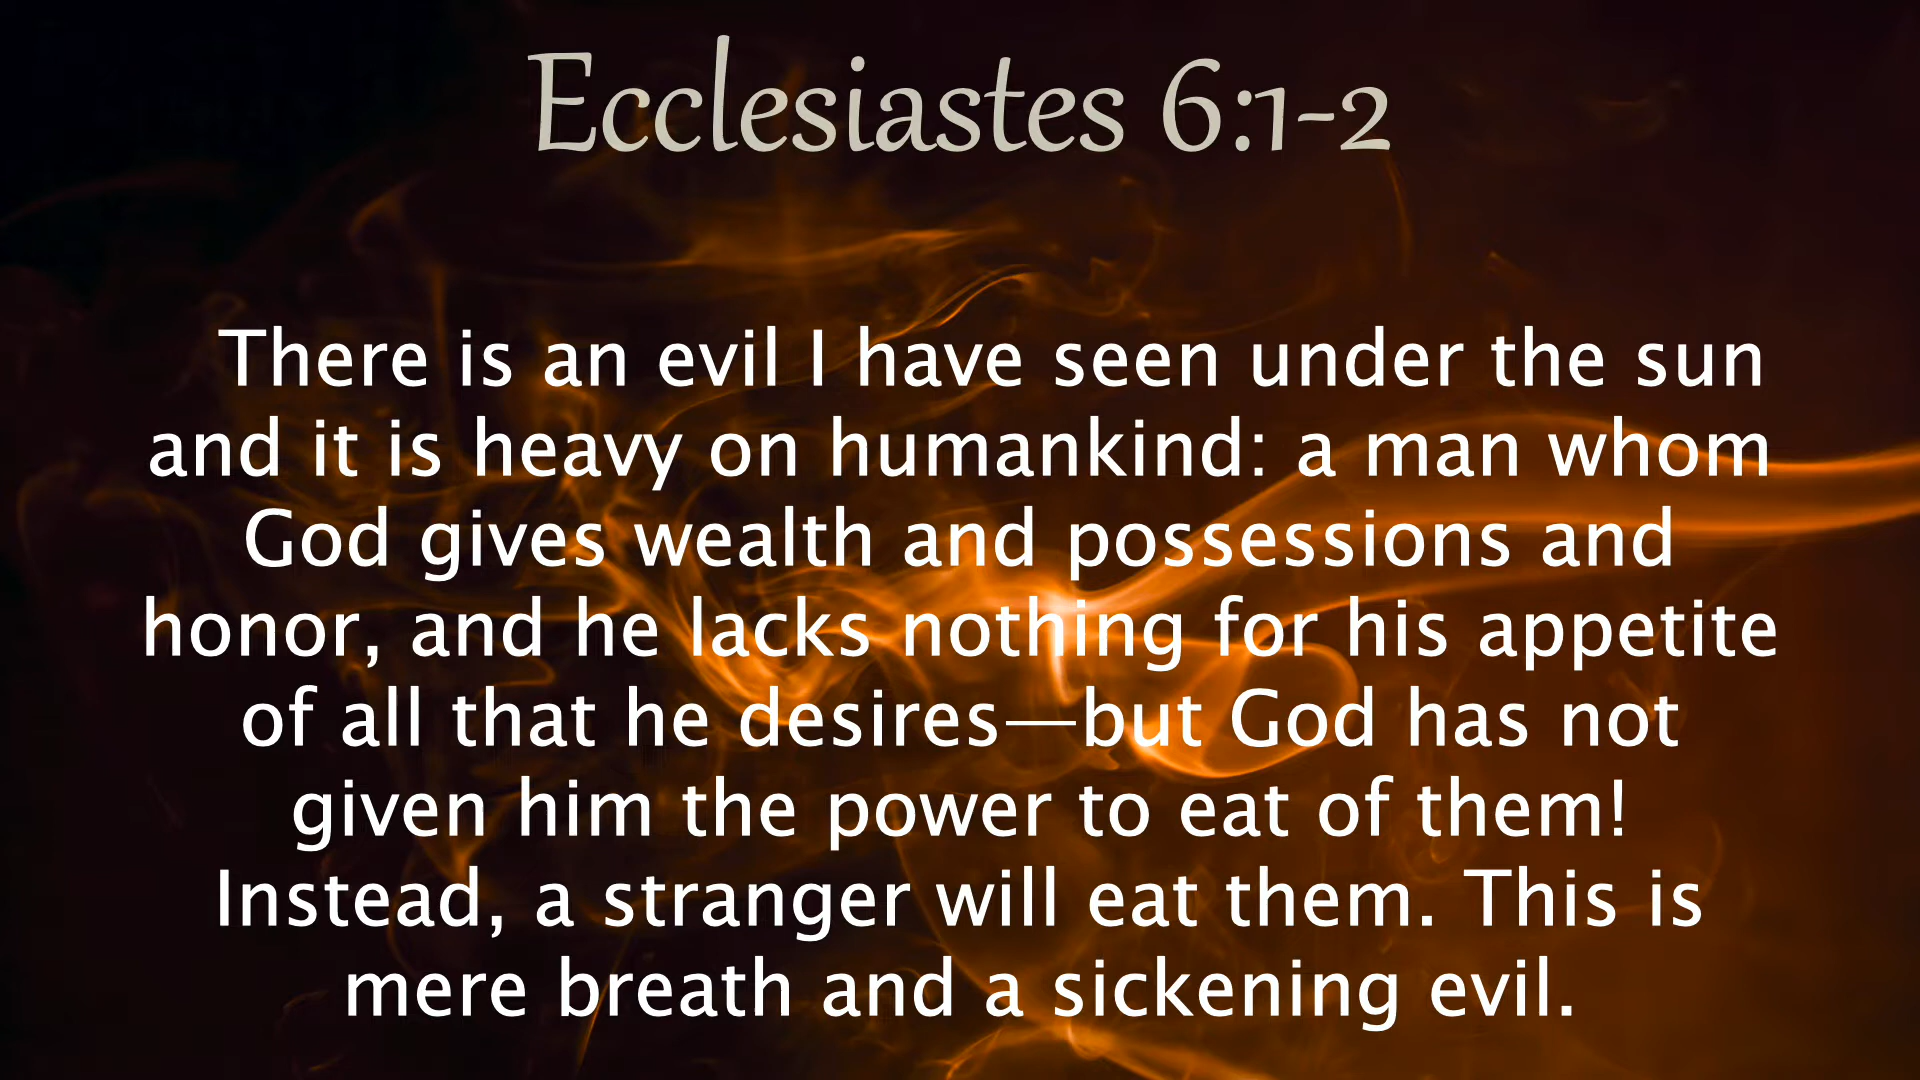 Ecclesiastes 6:1-2
There is an evil I have seen under the sun
and it is heavy on humankind: a man whom
God gives wealth and possessions and
honor, and he lacks nothing for his appetite
of all that he desires—but God has not
given him the power to eat of them!
Instead, a stranger will eat them. This is
mere breath and a sickening evil.